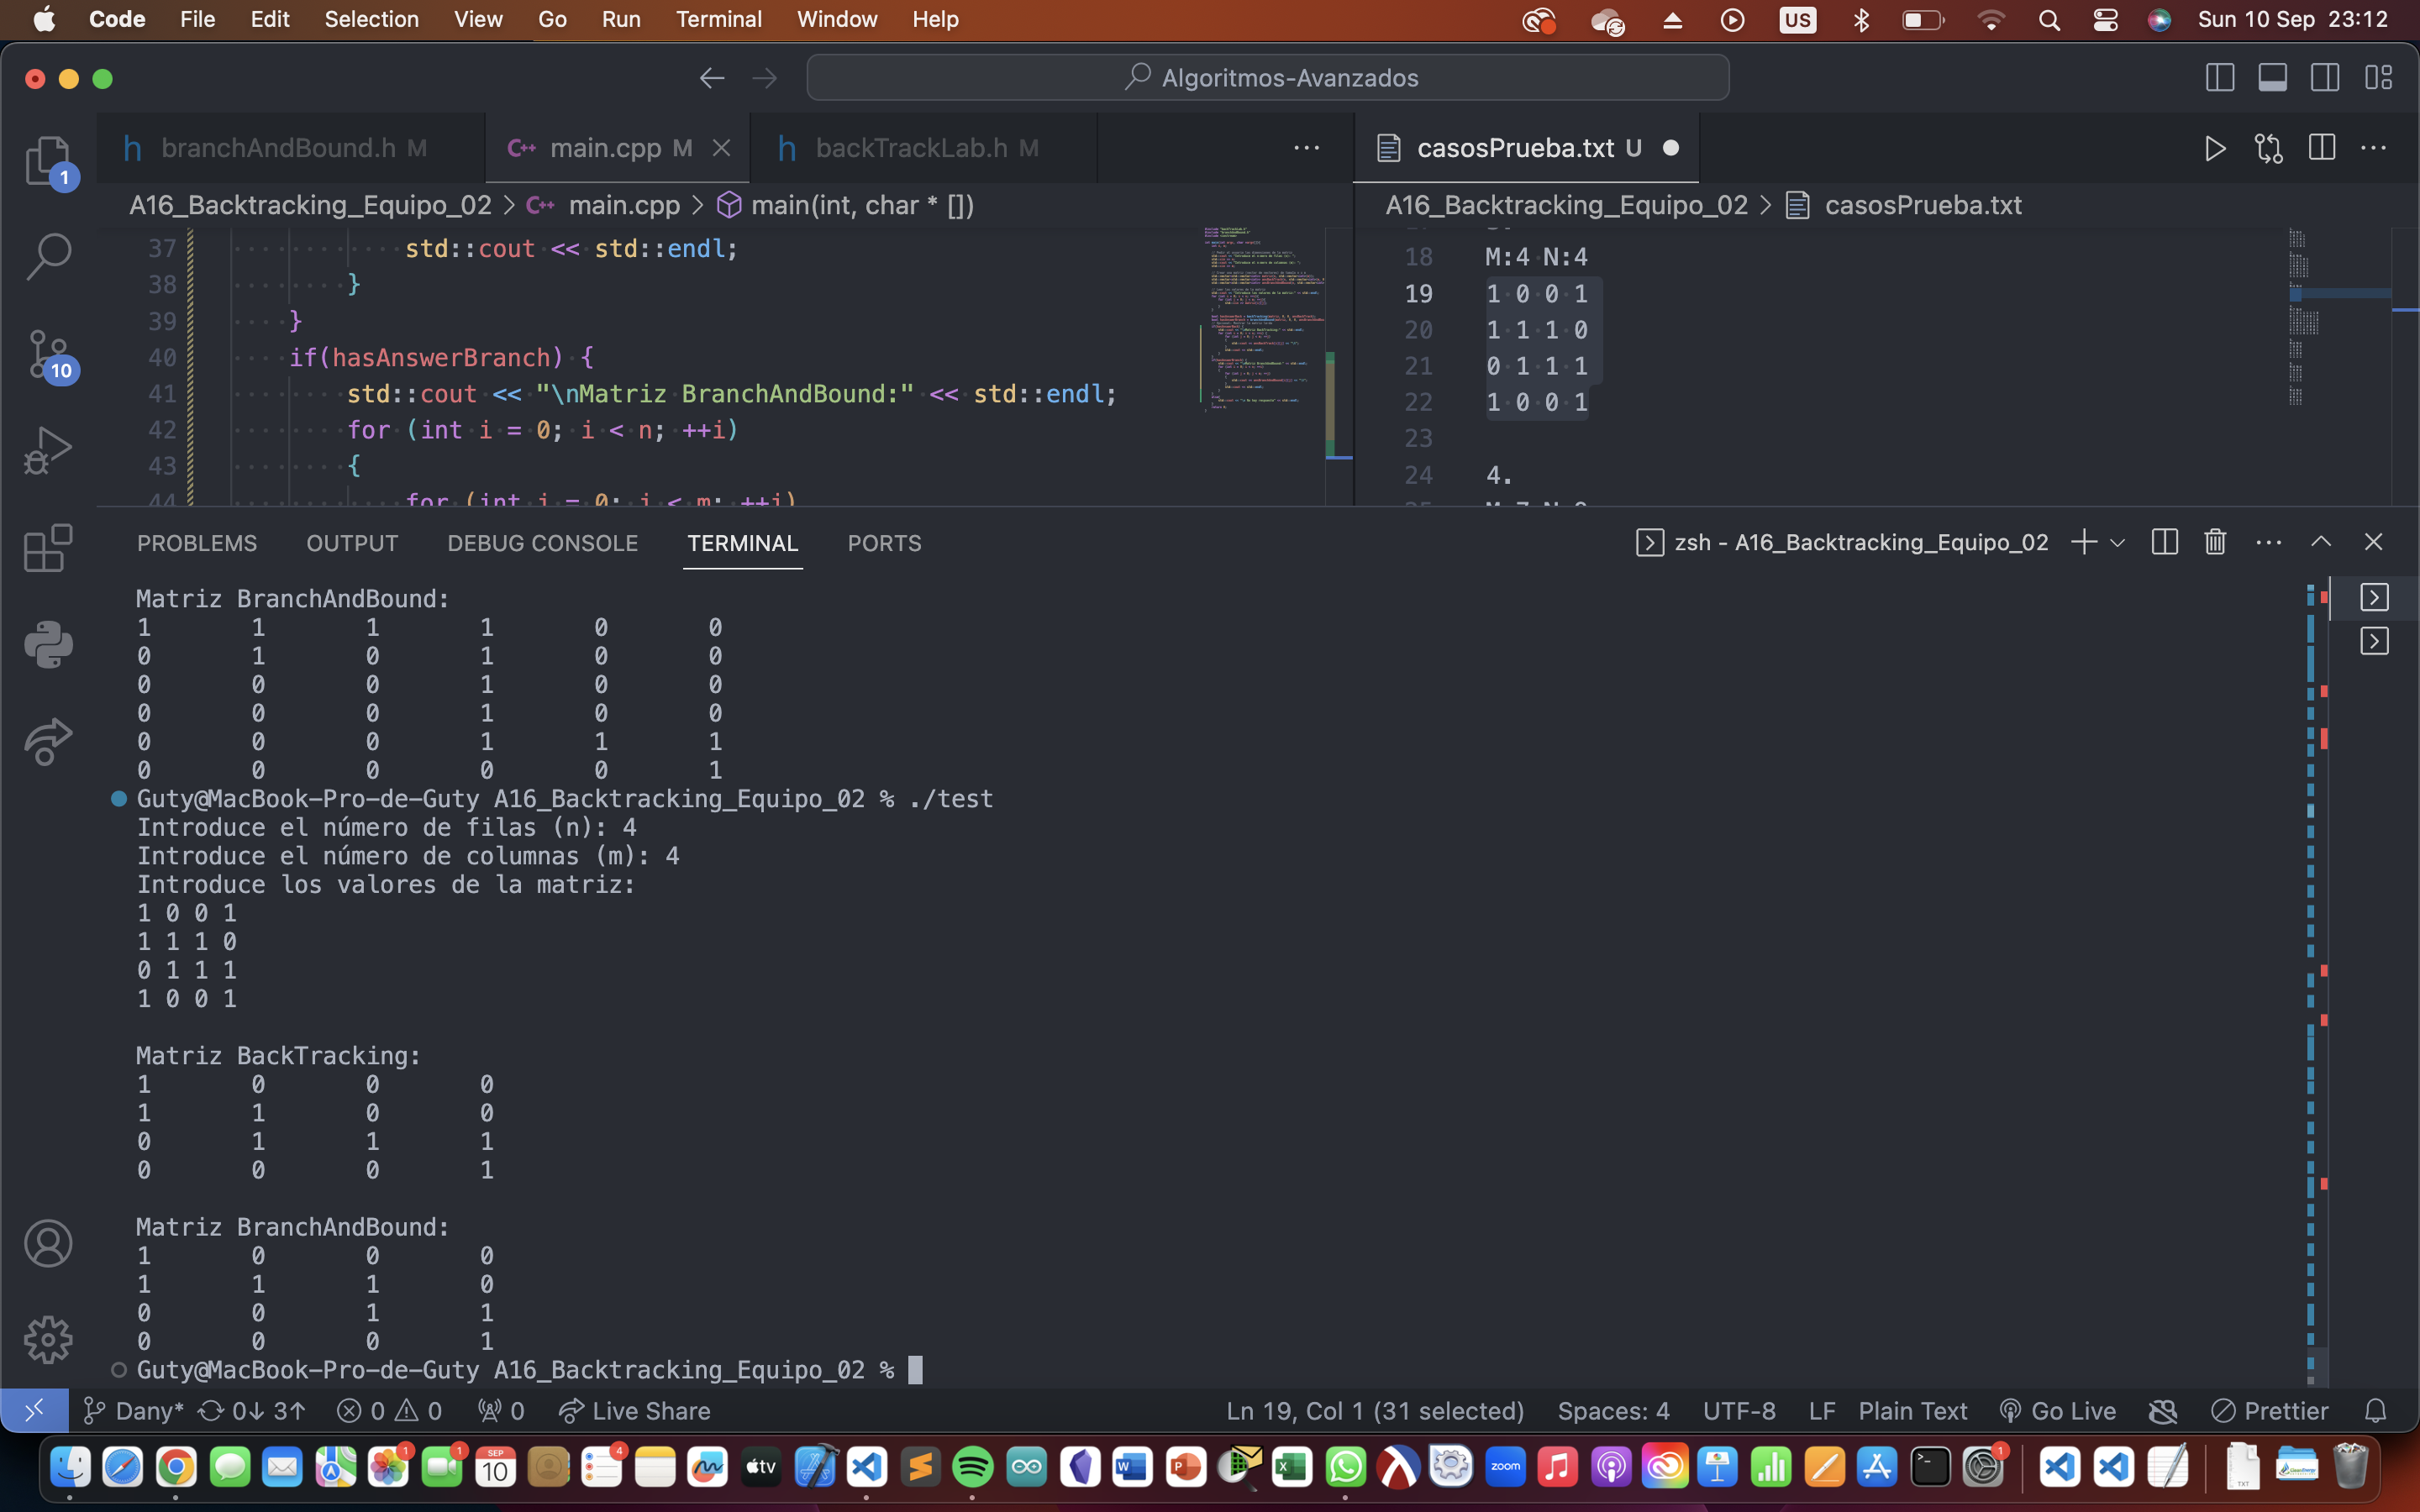 Code File Edit Selection View Go Run Terminal Window Help US Sun 10 Sep 23:12
Algoritmos-Avanzados
branchAndBound.h M main.cpp M backTrackLab.h M casosPrueba.txt U
A16_Backtracking_Equipo_02 > main.cpp > main(int, char * []) A16_Backtracking_Equipo_02 > casosPrueba.txt
1
10
37 std::cout << std::endl;
38 }
39 }
40 if(hasAnswerBranch) {
41 std::cout << "\nMatriz BranchAndBound:" << std::endl;
42 for (int i = 0; i < n; ++i)
43 {
18 M:4 N:4
19 1 0 0 1
20 1 1 1 0
21 0 1 1 1
22 1 0 0 1
23
24 4.
PROBLEMS OUTPUT DEBUG CONSOLE TERMINAL PORTS zsh - A16_Backtracking_Equipo_02
Matriz BranchAndBound:
1 1 1 1 0 0
0 1 0 1 0 0
0 0 0 1 0 0
0 0 0 1 0 0
0 0 0 1 1 1
0 0 0 0 0 1
Guty@MacBook-Pro-de-Guty A16_Backtracking_Equipo_02 % ./test
Introduce el número de filas (n): 4
Introduce el número de columnas (m): 4
Introduce los valores de la matriz:
1 0 0 1
1 1 1 0
0 1 1 1
1 0 0 1
Matriz BackTracking:
1 0 0 0
1 1 0 0
0 1 1 1
0 0 0 1
Matriz BranchAndBound:
1 0 0 0
1 1 1 0
0 0 1 1
0 0 0 1
Guty@MacBook-Pro-de-Guty A16_Backtracking_Equipo_02 %
Dany* 0↓ 3↑ 0 0 0 Live Share Ln 19, Col 1 (31 selected) Spaces: 4 UTF-8 LF Plain Text Go Live Prettier
1 1 SEP 10 4 tv zoom 1 TXT